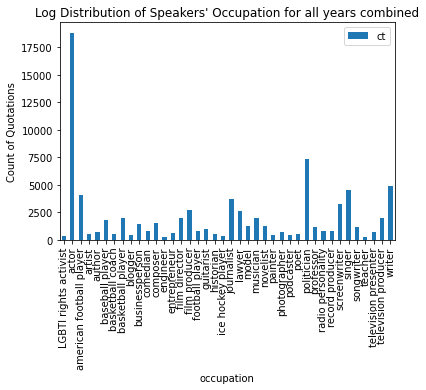 Log Distribution of Speakers' Occupation for all years combined
ct
Count of Quotations
17500
15000
12500
10000
7500
5000
2500
0
LGBTI rights activist
actor
american football player
artist
author
baseball player
basketball coach
basketball player
blogger
businessperson
comedian
composer
engineer
entrepreneur
film director
film producer
football player
guitarist
historian
ice hockey player
journalist
lawyer
model
musician
novelist
painter
photographer
podcaster
poet
politician
professor
radio personality
record producer
screenwriter
singer
songwriter
teacher
television presenter
television producer
writer
occupation